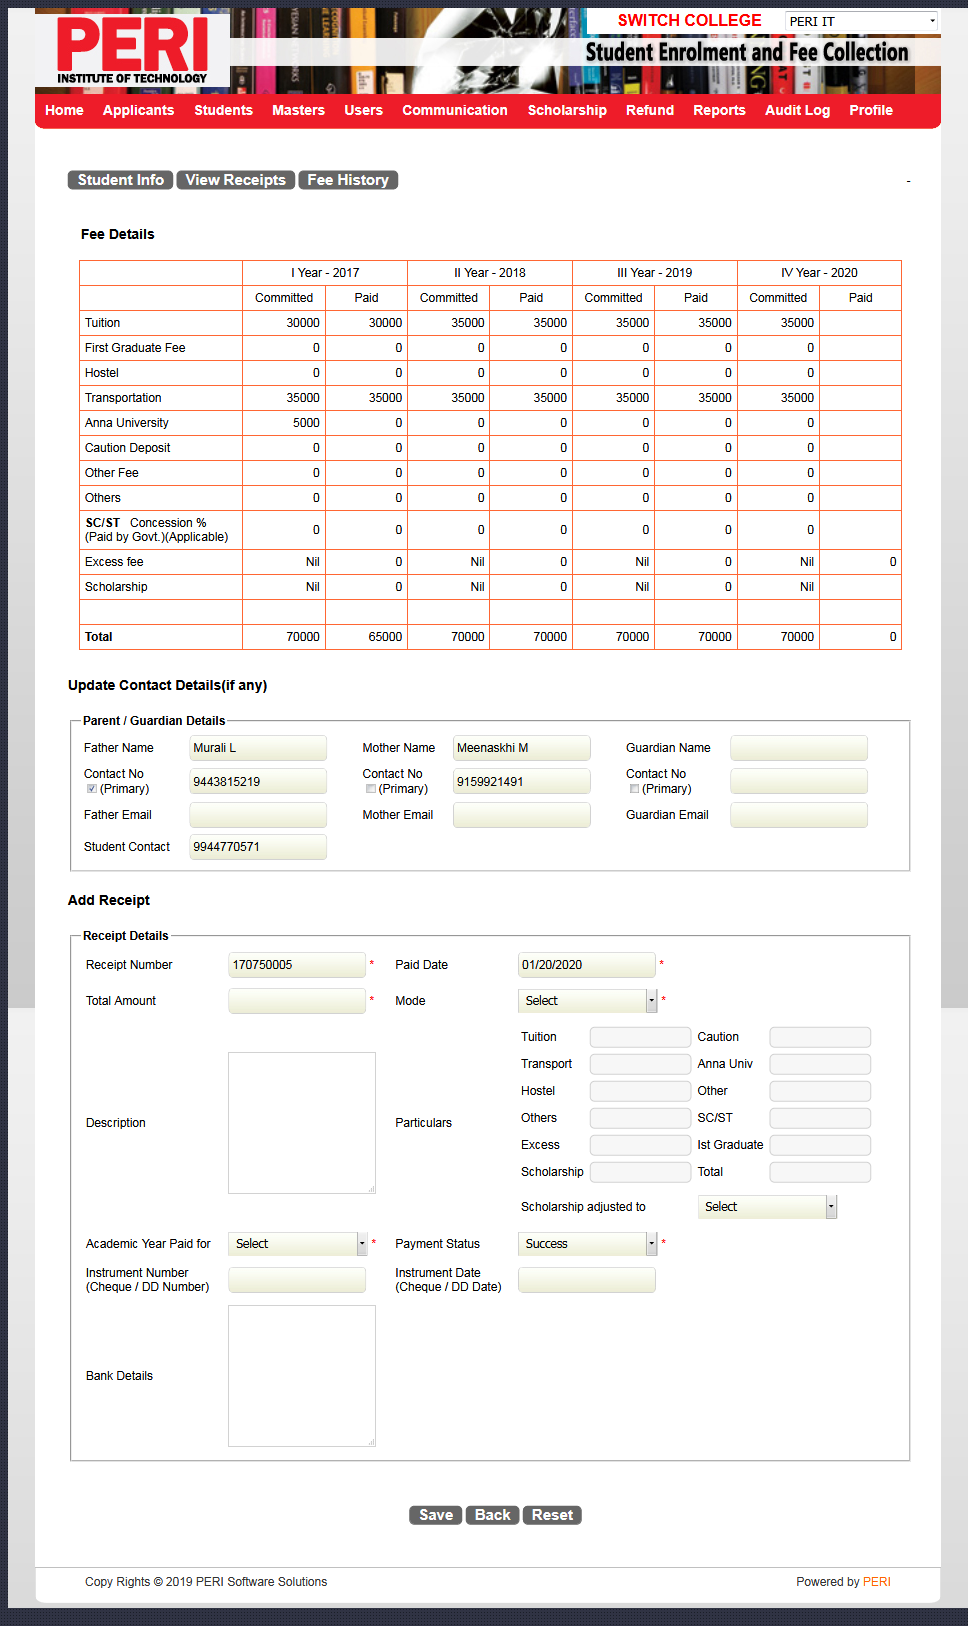 PERI
INSTITUTE OF TECHNOLOGY
SWITCH COLLEGE PERI IT
Student Enrolment and Fee Collection
Home Applicants Students Masters Users Communication Scholarship Refund Reports Audit Log Profile
Student Info View Receipts Fee History -
Fee Details
I Year - 2017 II Year - 2018 III Year - 2019 IV Year - 2020
Committed Paid Committed Paid Committed Paid Committed Paid
Tuition 30000 30000 35000 35000 35000 35000 35000
First Graduate Fee 0 0 0 0 0 0 0
Hostel 0 0 0 0 0 0 0
Transportation 35000 35000 35000 35000 35000 35000 35000
Anna University 5000 0 0 0 0 0 0
Caution Deposit 0 0 0 0 0 0 0
Other Fee 0 0 0 0 0 0 0
Others 0 0 0 0 0 0 0
SC/ST Concession %
(Paid by Govt.)(Applicable) 0 0 0 0 0 0 0
Excess fee Nil 0 Nil 0 Nil 0 Nil 0
Scholarship Nil 0 Nil 0 Nil 0 Nil
Total 70000 65000 70000 70000 70000 70000 70000 0
Update Contact Details(if any)
Parent / Guardian Details
Father Name Murali L Mother Name Meenaskhi M Guardian Name
Contact No (Primary) 9443815219 Contact No (Primary) 9159921491 Contact No (Primary)
Father Email Mother Email Guardian Email
Student Contact 9944770571
Add Receipt
Receipt Details
Receipt Number 170750005 * Paid Date 01/20/2020 *
Total Amount * Mode Select *
Tuition Caution
Transport Anna Univ
Hostel Other
Description Particulars Others SC/ST
Excess Ist Graduate
Scholarship Total
Scholarship adjusted to Select
Academic Year Paid for Select * Payment Status Success *
Instrument Number (Cheque / DD Number) Instrument Date (Cheque / DD Date)
Bank Details
Save Back Reset
Copy Rights © 2019 PERI Software Solutions Powered by PERI